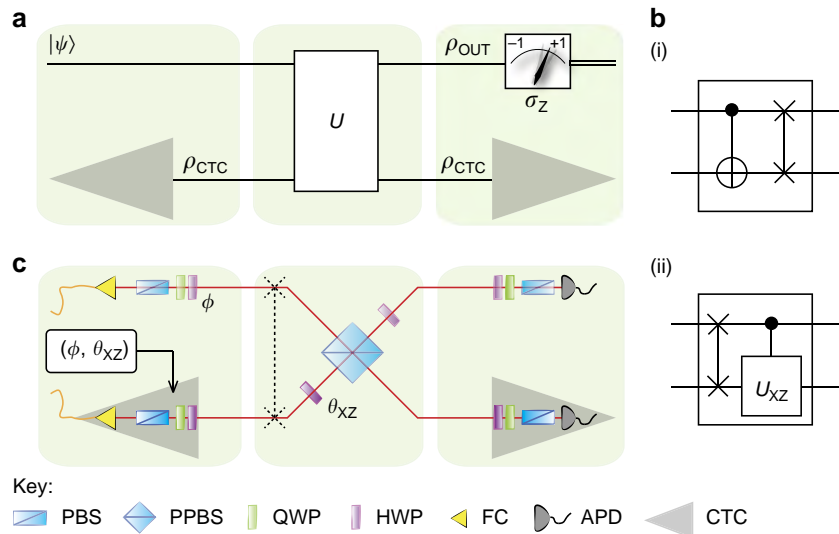 a
|ψ⟩
ρOUT
–1 +1
σZ
U
ρCTC
ρCTC
b
(i)
(ii)
UXZ
c
ϕ
(ϕ, θXZ)
θXZ
Key:
PBS PPBS QWP HWP FC APD CTC